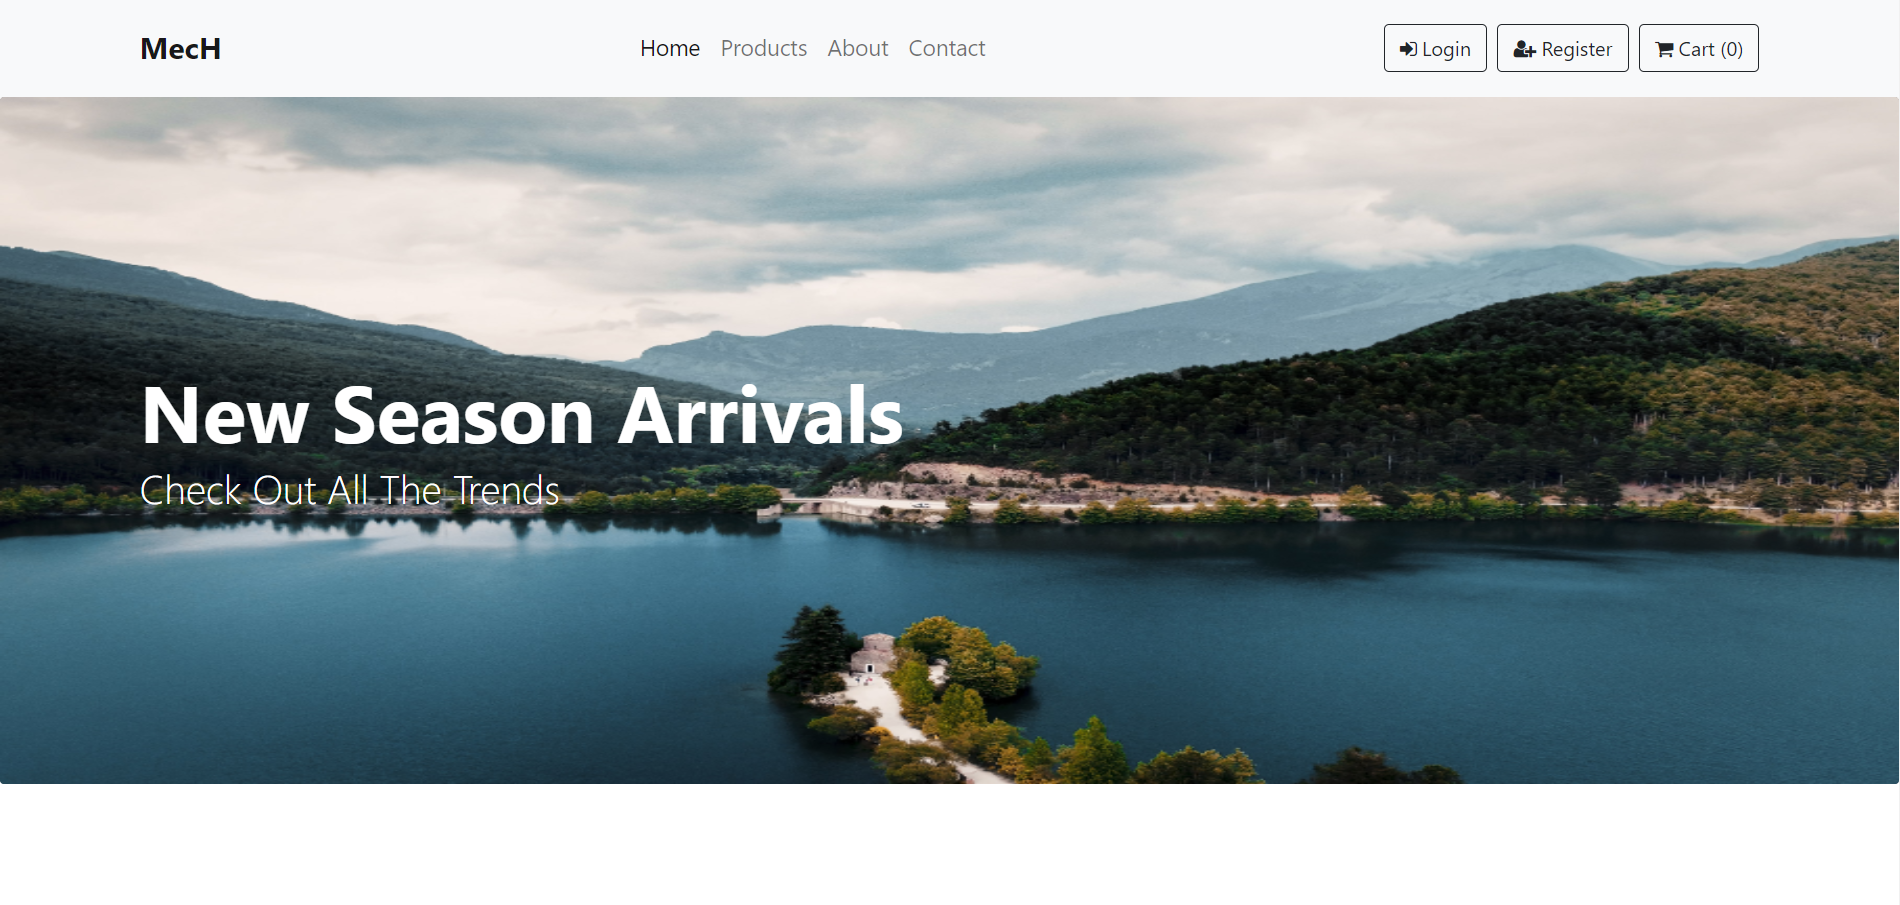 MecH
Home Products About Contact
Login Register Cart (0)
New Season Arrivals
Check Out All The Trends